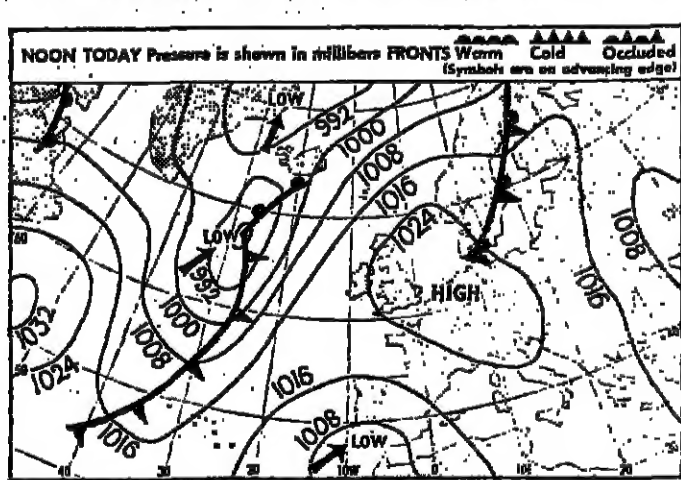 NOON TODAY Pressure is shown in millibars FRONTS Warm Cold Occluded
(Symbols are on advancing edge)
LOW
992
1000
1008
1016
1024
HIGH
1008
1016
LOW
992
1000
1008
1016
1032
1024
60
50
1016
1008
LOW
40 30 20 10W 0 10E 20